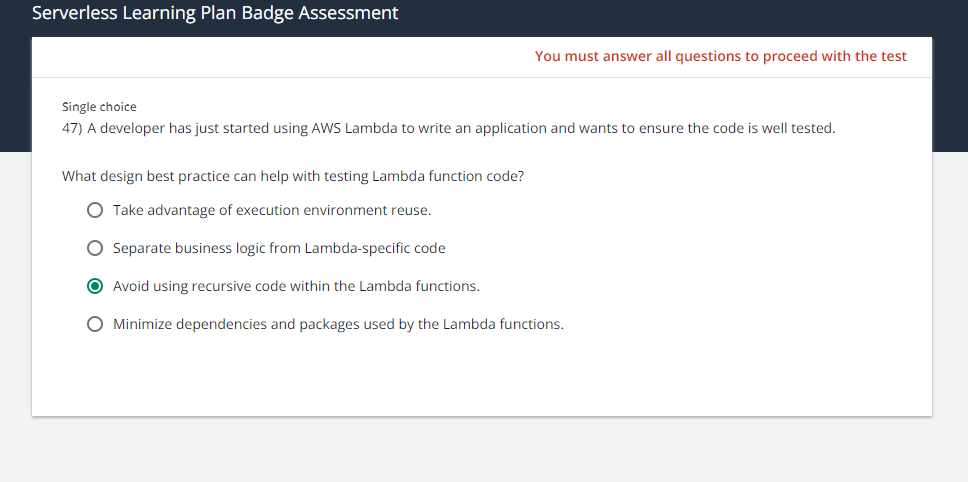 Serverless Learning Plan Badge Assessment
You must answer all questions to proceed with the test
Single choice
47) A developer has just started using AWS Lambda to write an application and wants to ensure the code is well tested.
What design best practice can help with testing Lambda function code?
Take advantage of execution environment reuse.
Separate business logic from Lambda-specific code
Avoid using recursive code within the Lambda functions.
Minimize dependencies and packages used by the Lambda functions.